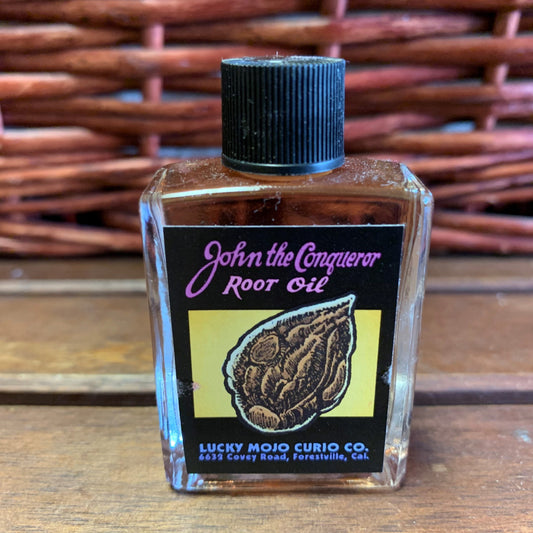 John the Conqueror
ROOT OIL
LUCKY MOJO CURIO CO.
6632 Covey Road, Forestville, Cal.